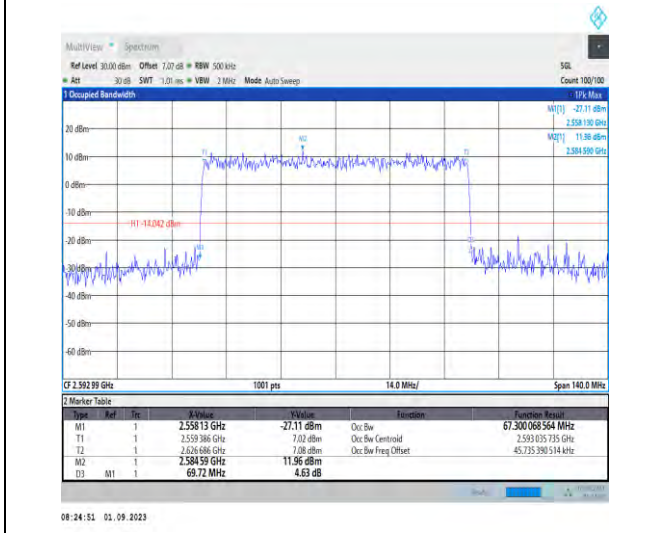 MultiView Spectrum
Ref Level 30.00 dBm Offset 7.07 dB RBW 500 kHz SGL
Att 30 dB SWT 1.01 ms VBW 2 MHz Mode Auto Sweep Count 100/100
1 Occupied Bandwidth 1Pk Max
M1[1] -27.11 dBm
2.558 130 GHz
M2[1] 11.96 dBm
2.584 590 GHz
20 dBm
M2
T1 T2
10 dBm
0 dBm
-10 dBm
H1 -14.042 dBm
-20 dBm
D3
M1
-30 dBm
-40 dBm
-50 dBm
-60 dBm
CF 2.592 99 GHz 1001 pts 14.0 MHz/ Span 140.0 MHz
2 Marker Table
Type Ref Trc X-Value Y-Value Function Function Result
M1 1 2.558 13 GHz -27.11 dBm Occ Bw 67.300 068 564 MHz
T1 1 2.559 386 GHz 7.02 dBm Occ Bw Centroid 2.593 035 735 GHz
T2 1 2.626 686 GHz 7.08 dBm Occ Bw Freq Offset 45.735 390 514 kHz
M2 1 2.584 59 GHz 11.96 dBm
D3 M1 1 69.72 MHz 4.63 dB
08:24:51 01.09.2023